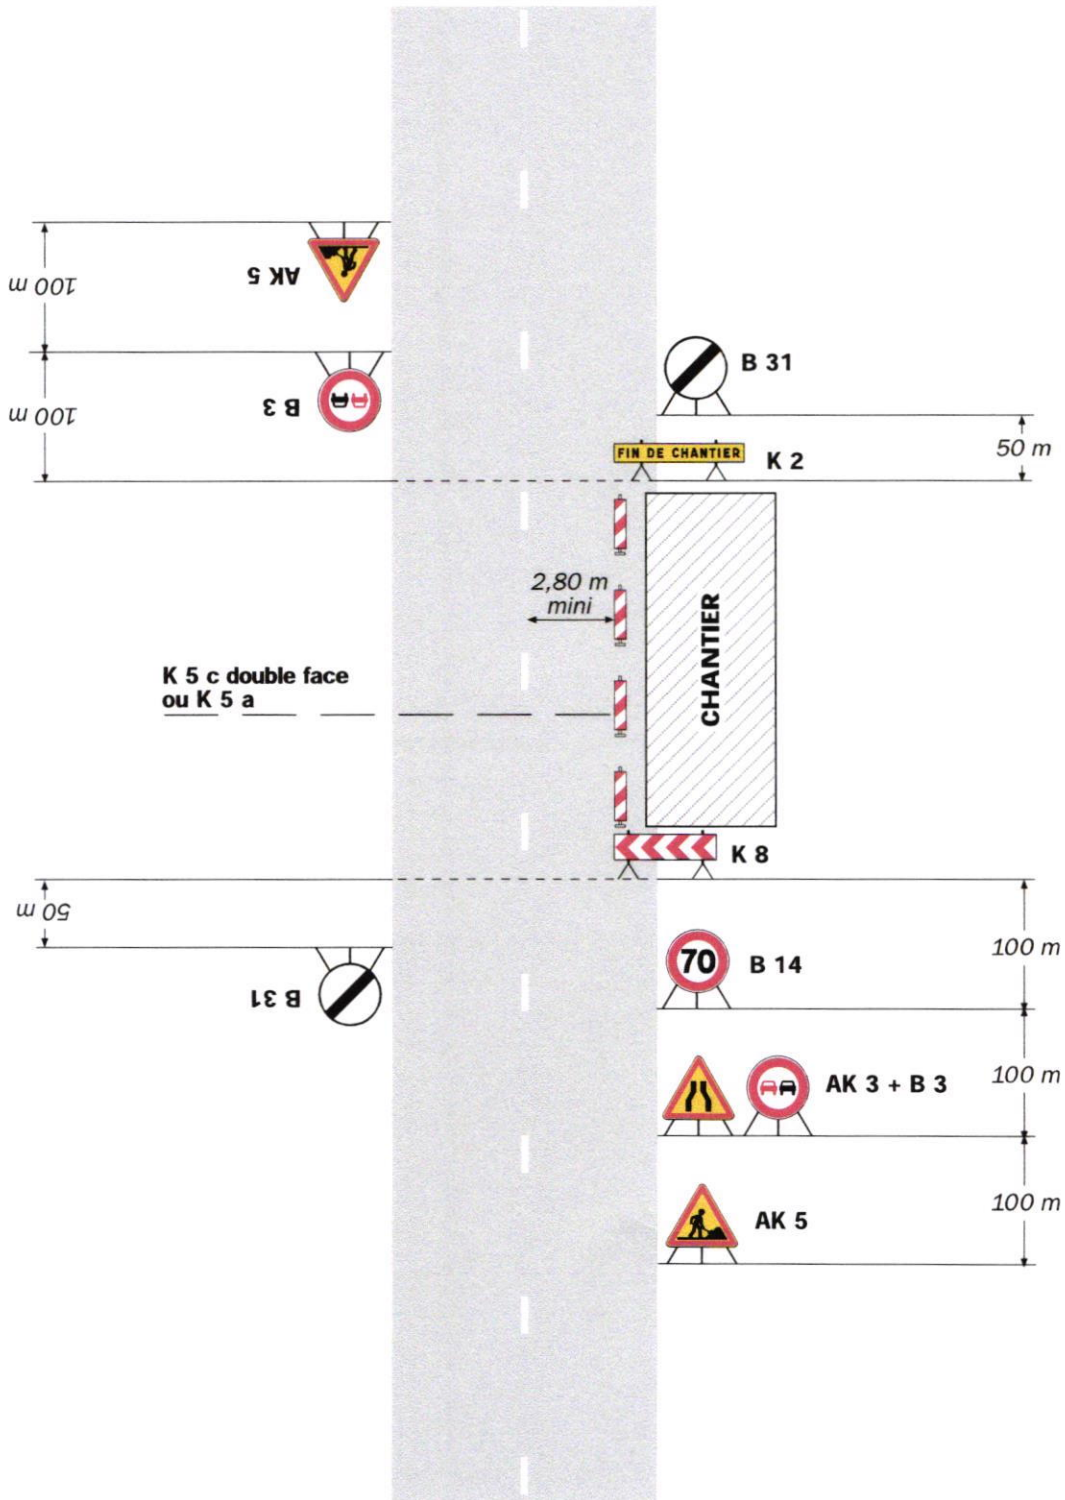 AK 5
100 m
B 3
100 m
B 31
50 m
FIN DE CHANTIER
K 2
2,80 m
mini
CHANTIER
K 5 c double face
ou K 5 a
K 8
50 m
B 31
70
B 14
100 m
AK 3 + B 3
100 m
AK 5
100 m